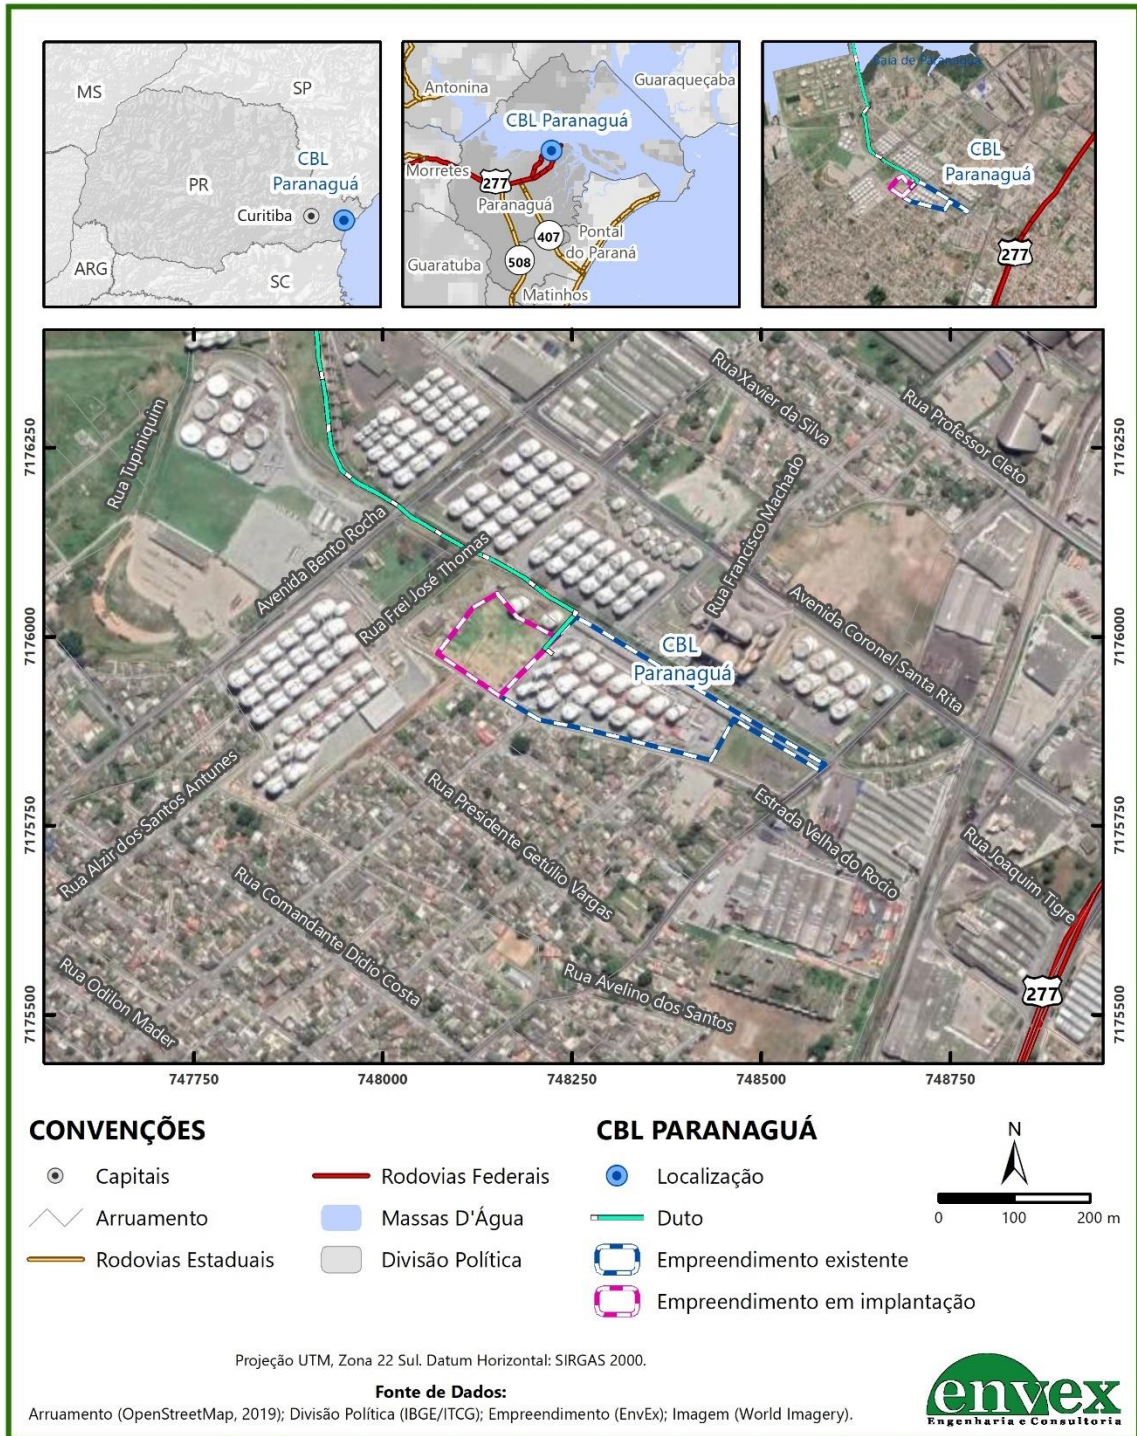 MS
SP
CBL
Paranaguá
PR
Curitiba
ARG
SC
Antonina
Guaraqueçaba
CBL Paranaguá
Morretes
277
Paranaguá
407
Pontal
do Paraná
508
Guaratuba
Matinhos
Baía de Paranaguá
CBL
Paranaguá
277
Rua Tupiniquim
Rua Xavier da Silva
Rua Professor Cleto
Avenida Bento Rocha
Rua Frei José Thomas
Rua Francisco Machado
Avenida Coronel Santa Rita
CBL
Paranaguá
Rua Alzir dos Santos Antunes
Rua Presidente Getúlio Vargas
Estrada Velha do Rocio
Rua Joaquim Tigre
Rua Comandante Didio Costa
Rua Avelino dos Santos
Rua Odilon Mader
277
7176250
7176000
7175750
7175500
7176250
7176000
7175750
7175500
747750 748000 748250 748500 748750
CONVENÇÕES
Capitais
Arruamento
Rodovias Estaduais
Rodovias Federais
Massas D'Água
Divisão Política
CBL PARANAGUÁ
Localização
Duto
Empreendimento existente
Empreendimento em implantação
N
0 100 200 m
Projeção UTM, Zona 22 Sul. Datum Horizontal: SIRGAS 2000.
Fonte de Dados:
Arruamento (OpenStreetMap, 2019); Divisão Política (IBGE/ITCG); Empreendimento (EnvEx); Imagem (World Imagery).
envex
Engenharia e Consultoria